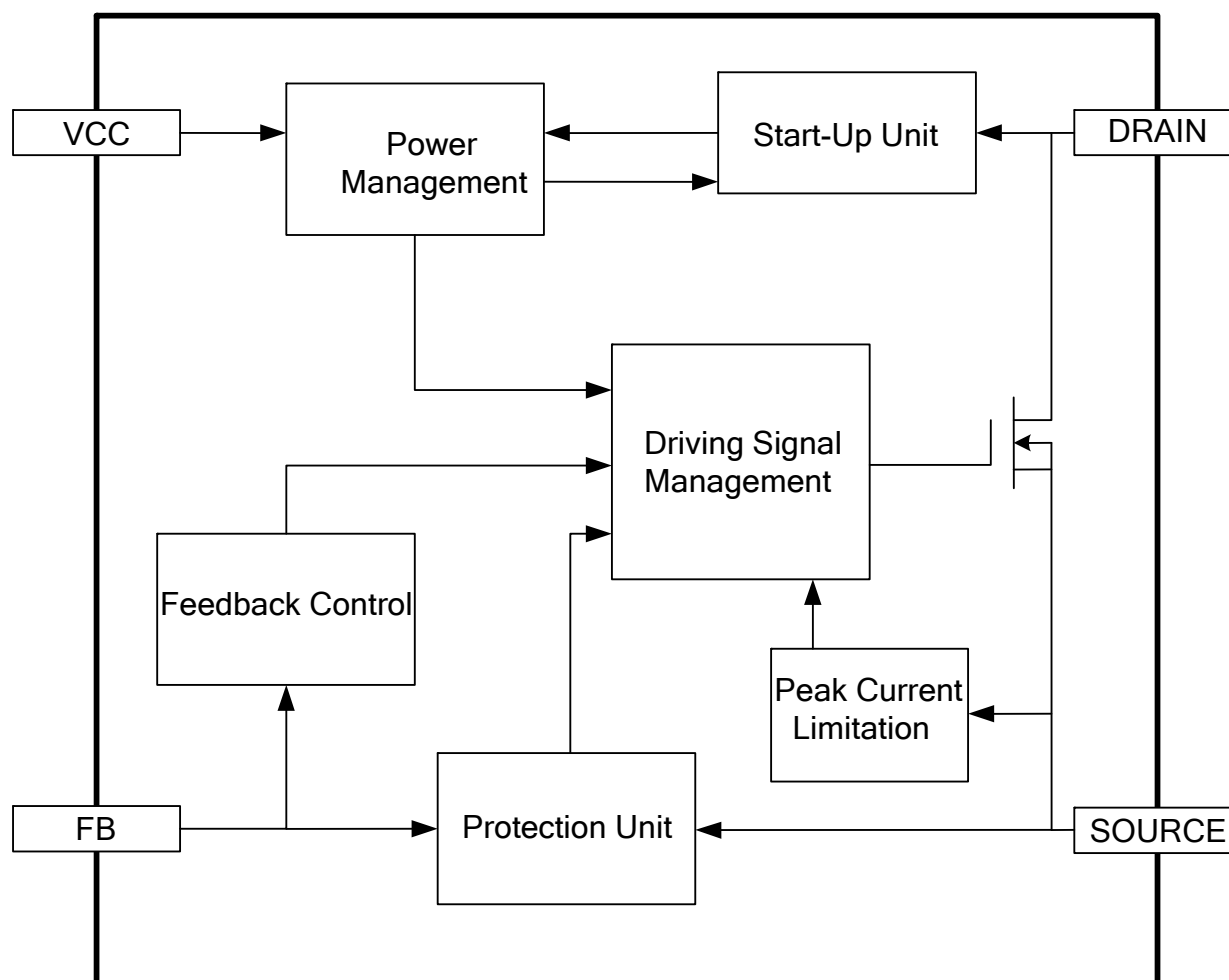 VCC
Power
Management
Start-Up Unit
DRAIN
Driving Signal
Management
Feedback Control
Peak Current
Limitation
FB
Protection Unit
SOURCE